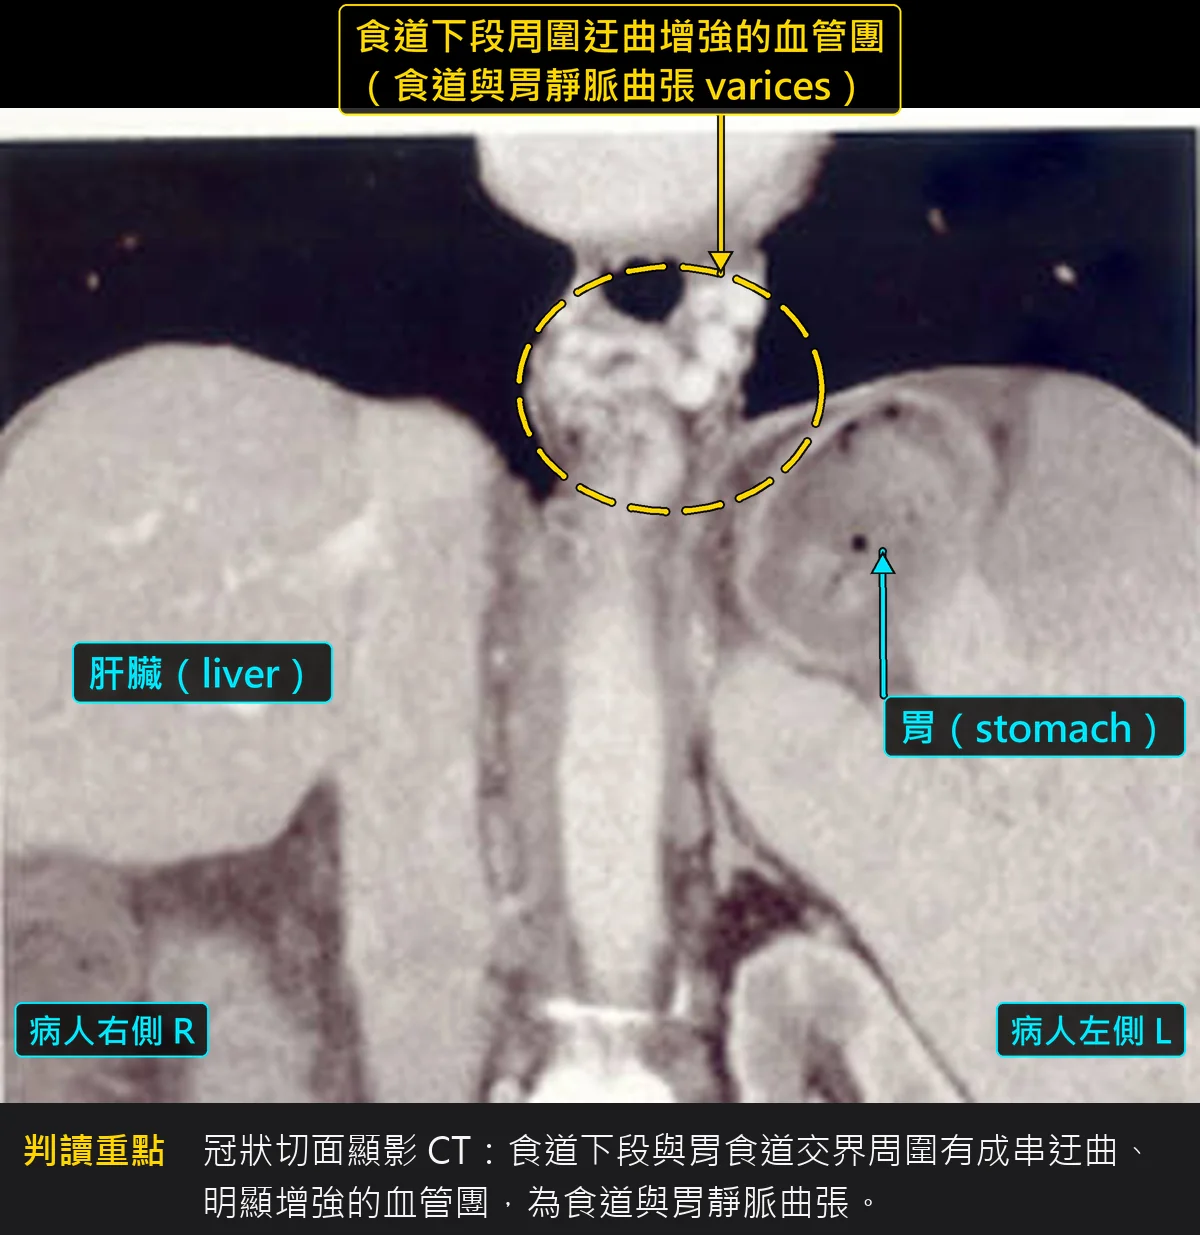 食道下段周圍迂曲增強的血管團
（食道與胃靜脈曲張 varices）
肝臟（liver）
胃（stomach）
病人右側 R
病人左側 L
判讀重點 冠狀切面顯影 CT：食道下段與胃食道交界周圍有成串迂曲、
明顯增強的血管團，為食道與胃靜脈曲張。